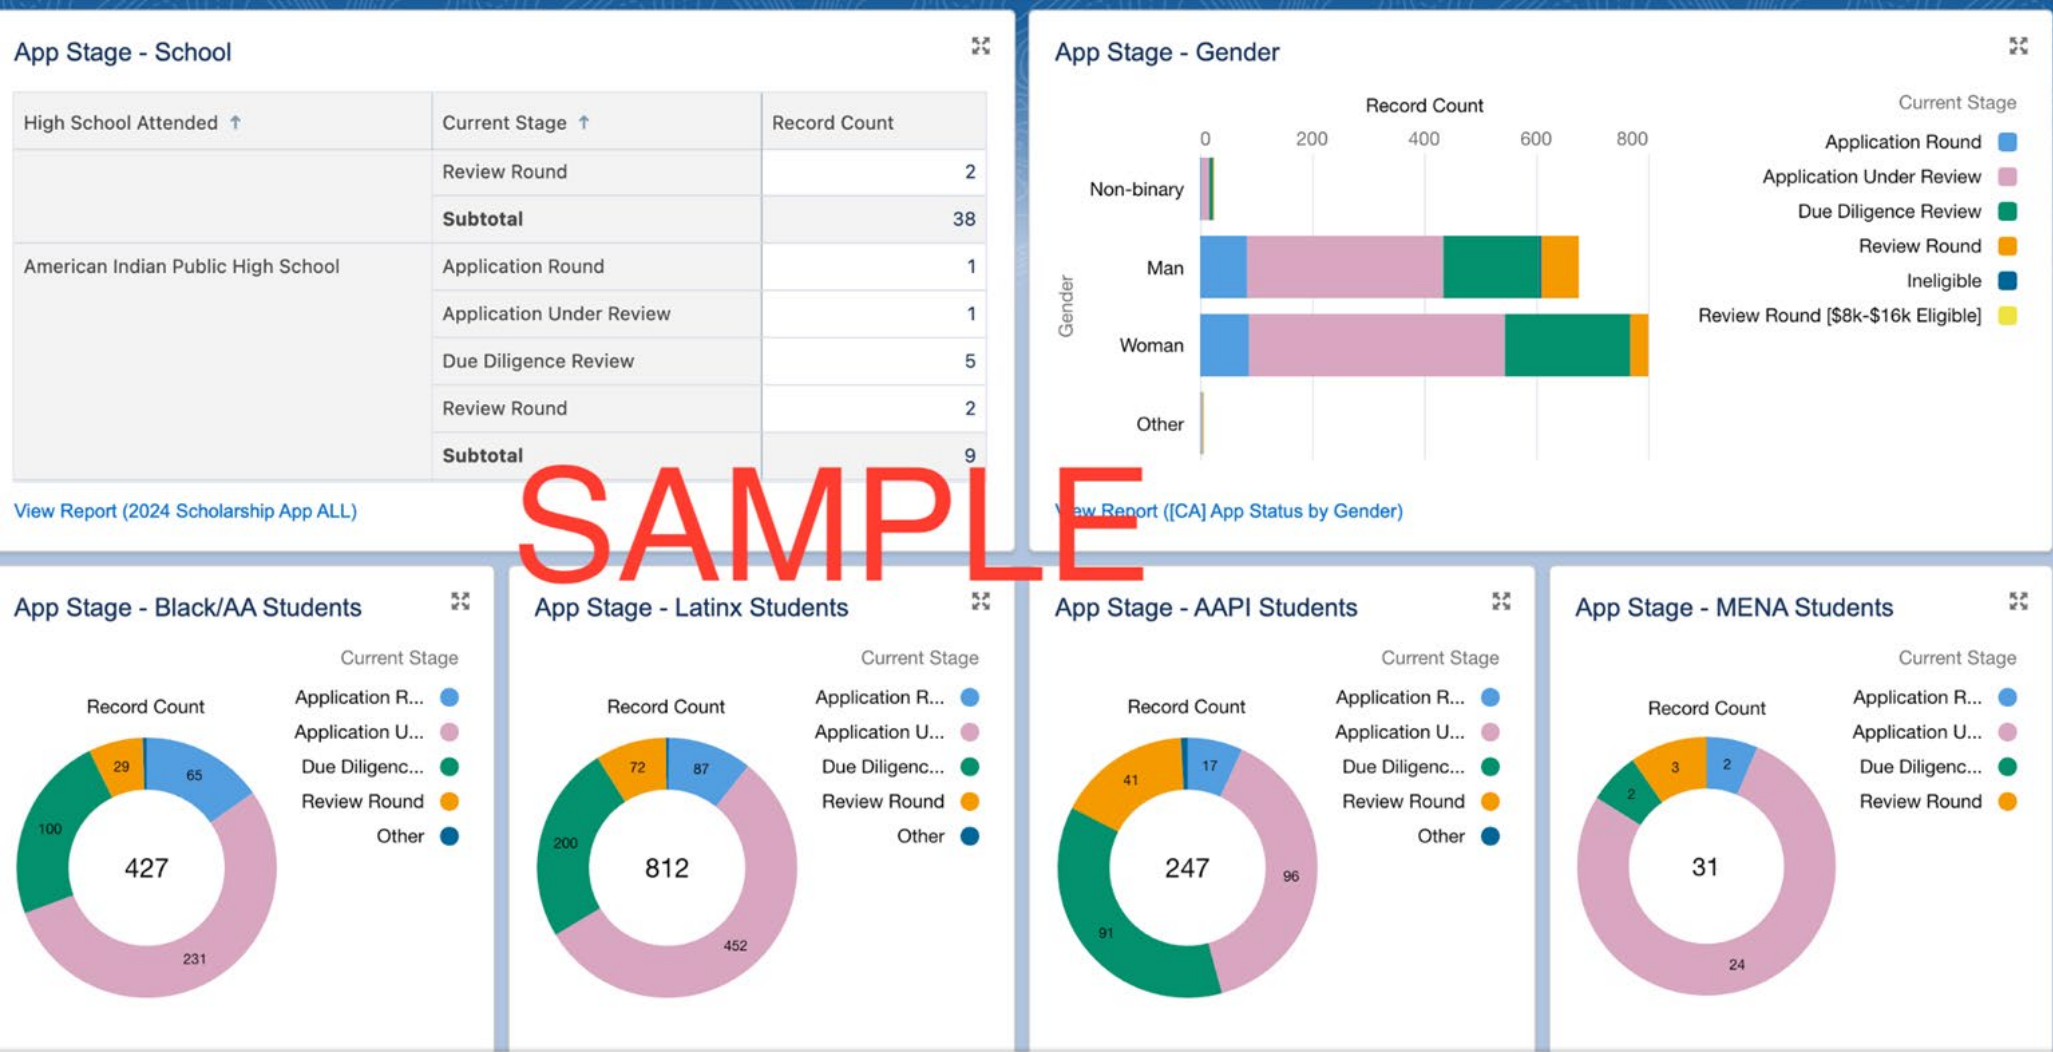 App Stage - School
High School Attended ↑ Current Stage ↑ Record Count
Review Round 2
Subtotal 38
American Indian Public High School Application Round 1
Application Under Review 1
Due Diligence Review 5
Review Round 2
Subtotal 9
View Report (2024 Scholarship App ALL)
App Stage - Gender
Record Count
0 200 400 600 800
Gender
Non-binary
Man
Woman
Other
Current Stage
Application Round
Application Under Review
Due Diligence Review
Review Round
Ineligible
Review Round [$8k-$16k Eligible]
View Report ([CA] App Status by Gender)
SAMPLE
App Stage - Black/AA Students
Current Stage
Application R...
Application U...
Due Diligenc...
Review Round
Other
Record Count
29
65
100
427
231
App Stage - Latinx Students
Current Stage
Application R...
Application U...
Due Diligenc...
Review Round
Other
Record Count
72
87
200
812
452
App Stage - AAPI Students
Current Stage
Application R...
Application U...
Due Diligenc...
Review Round
Other
Record Count
17
41
247
96
91
App Stage - MENA Students
Current Stage
Application R...
Application U...
Due Diligenc...
Review Round
Record Count
3
2
2
31
24